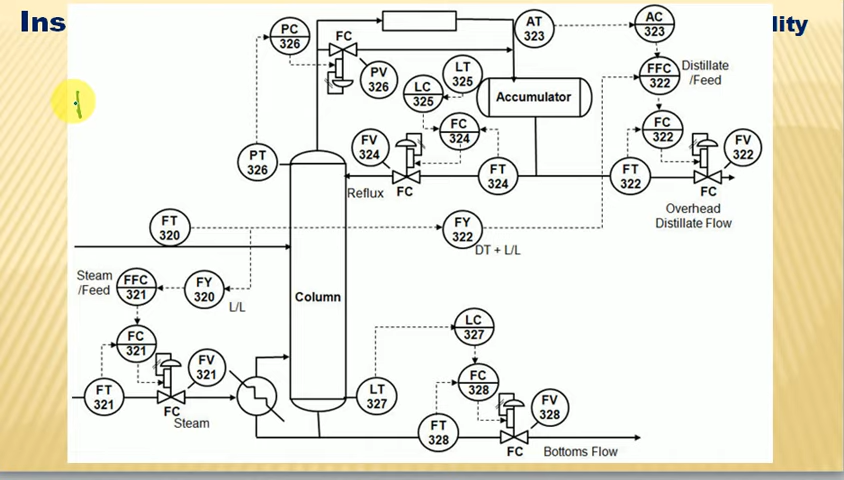 Ins
lity
PC
326
FC
PV
326
AT
323
AC
323
FFC
322
Distillate
/Feed
LT
325
LC
325
Accumulator
FC
324
FC
322
FV
324
FV
322
PT
326
FT
324
FT
322
FC
FC
Reflux
Overhead
Distillate Flow
FT
320
FY
322
DT + L/L
Steam
/Feed
FFC
321
FY
320
L/L
Column
FC
321
LC
327
FV
321
FC
328
FT
321
LT
327
FC
Steam
FV
328
FT
328
FC
Bottoms Flow